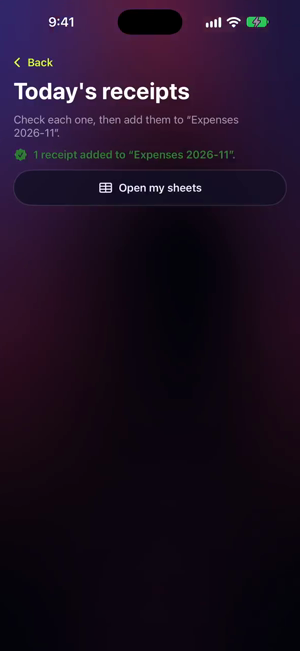 9:41
Back
Today's receipts
Check each one, then add them to “Expenses
2026-11”.
1 receipt added to “Expenses 2026-11”.
Open my sheets